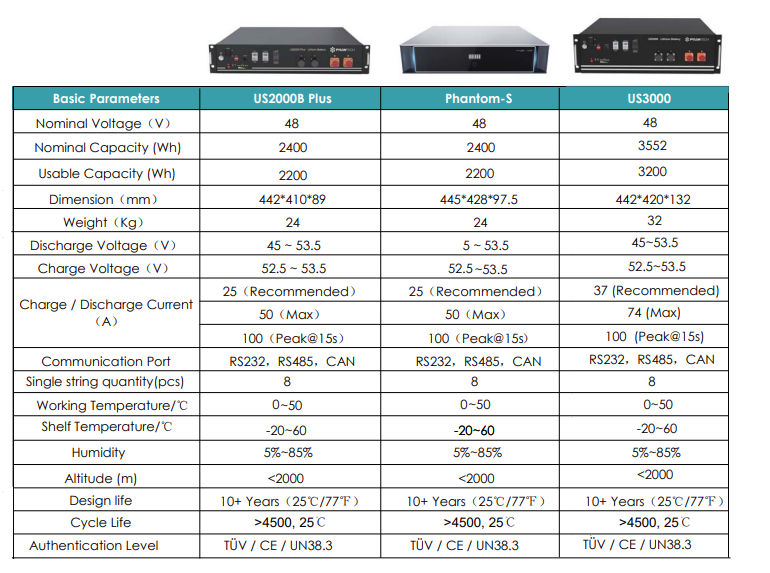 PYLONTECH
Basic Parameters US2000B Plus Phantom-S US3000
Nominal Voltage（V） 48 48 48
Nominal Capacity (Wh) 2400 2400 3552
Usable Capacity (Wh) 2200 2200 3200
Dimension（mm） 442*410*89 445*428*97.5 442*420*132
Weight（Kg） 24 24 32
Discharge Voltage（V） 45 ~ 53.5 5 ~ 53.5 45~53.5
Charge Voltage（V） 52.5 ~ 53.5 52.5~53.5 52.5~53.5
Charge / Discharge Current
（A）
25（Recommended） 25（Recommended） 37 (Recommended)
50（Max） 50（Max） 74 (Max)
100（Peak@15s） 100（Peak@15s） 100 (Peak@15s)
Communication Port RS232，RS485，CAN RS232，RS485，CAN RS232，RS485，CAN
Single string quantity(pcs) 8 8 8
Working Temperature/℃ 0~50 0~50 0~50
Shelf Temperature/℃ -20~60 -20~60 -20~60
Humidity 5%~85% 5%~85% 5%~85%
Altitude (m) <2000 <2000 <2000
Design life 10+ Years（25℃/77℉） 10+ Years（25℃/77℉） 10+ Years（25℃/77℉）
Cycle Life >4500, 25℃ >4500, 25℃ >4500, 25℃
Authentication Level TÜV / CE / UN38.3 TÜV / CE / UN38.3 TÜV / CE / UN38.3